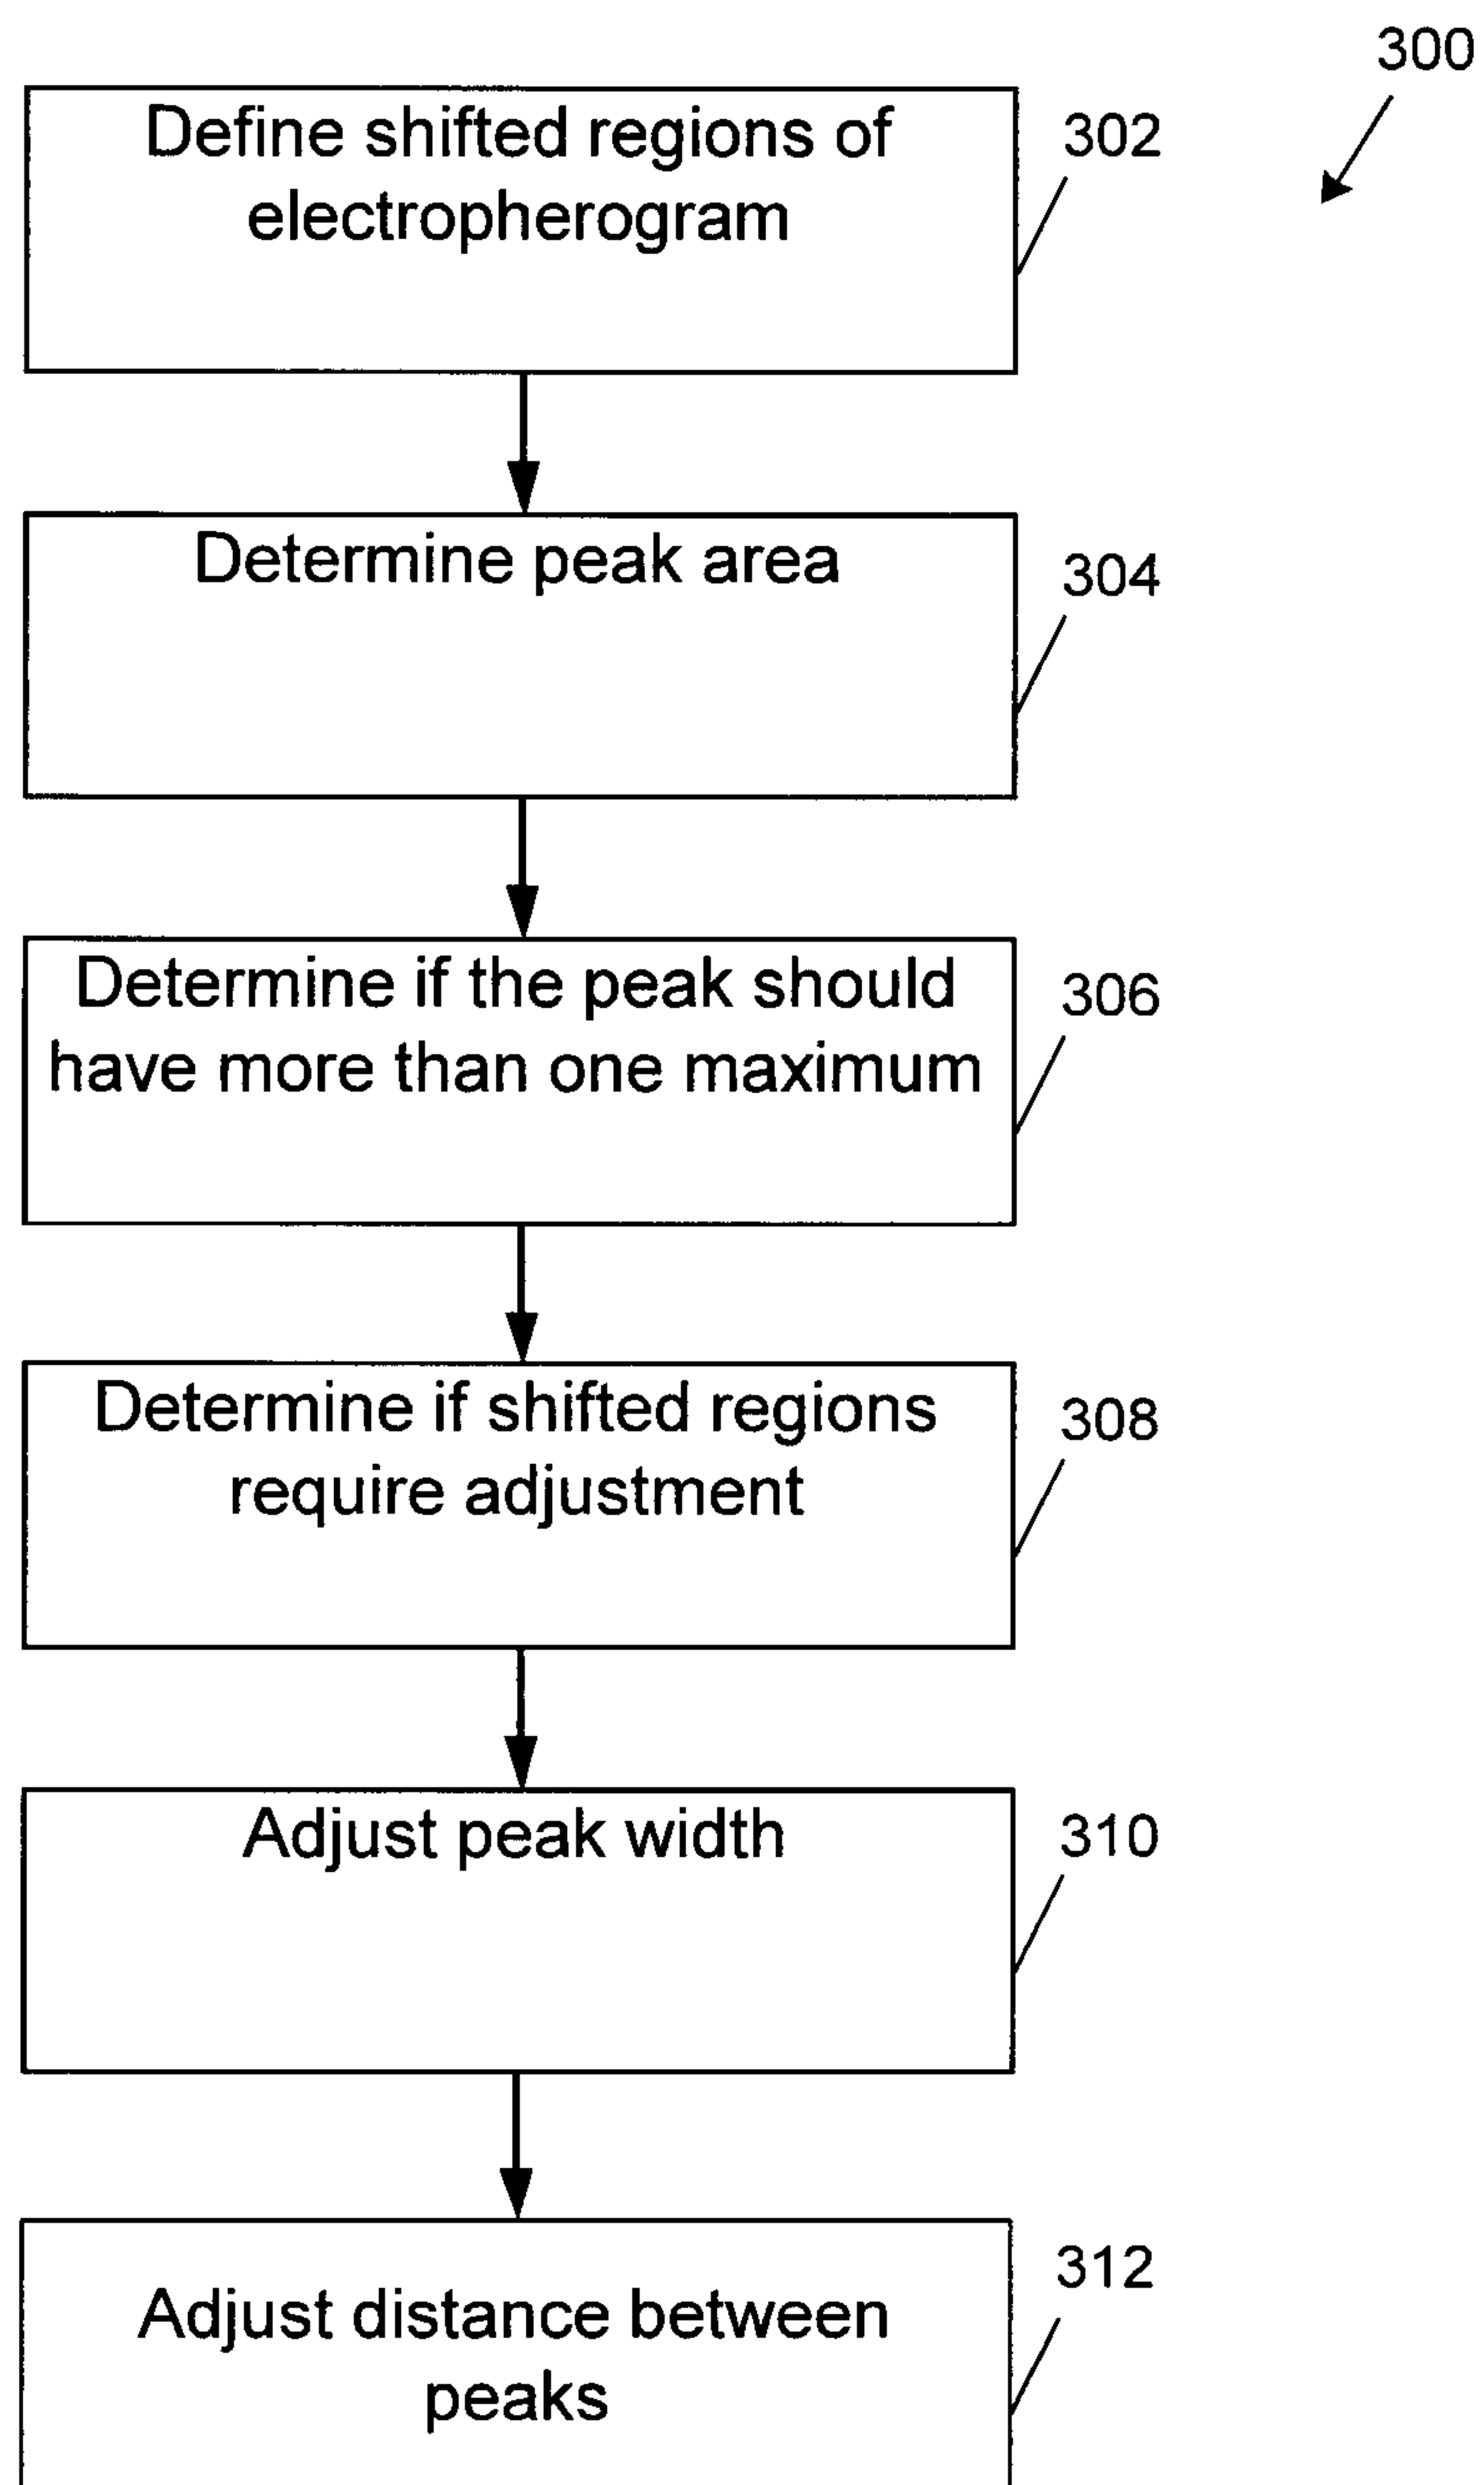 300
Define shifted regions of
electropherogram
302
Determine peak area
304
Determine if the peak should
have more than one maximum
306
Determine if shifted regions
require adjustment
308
Adjust peak width
310
Adjust distance between
peaks
312